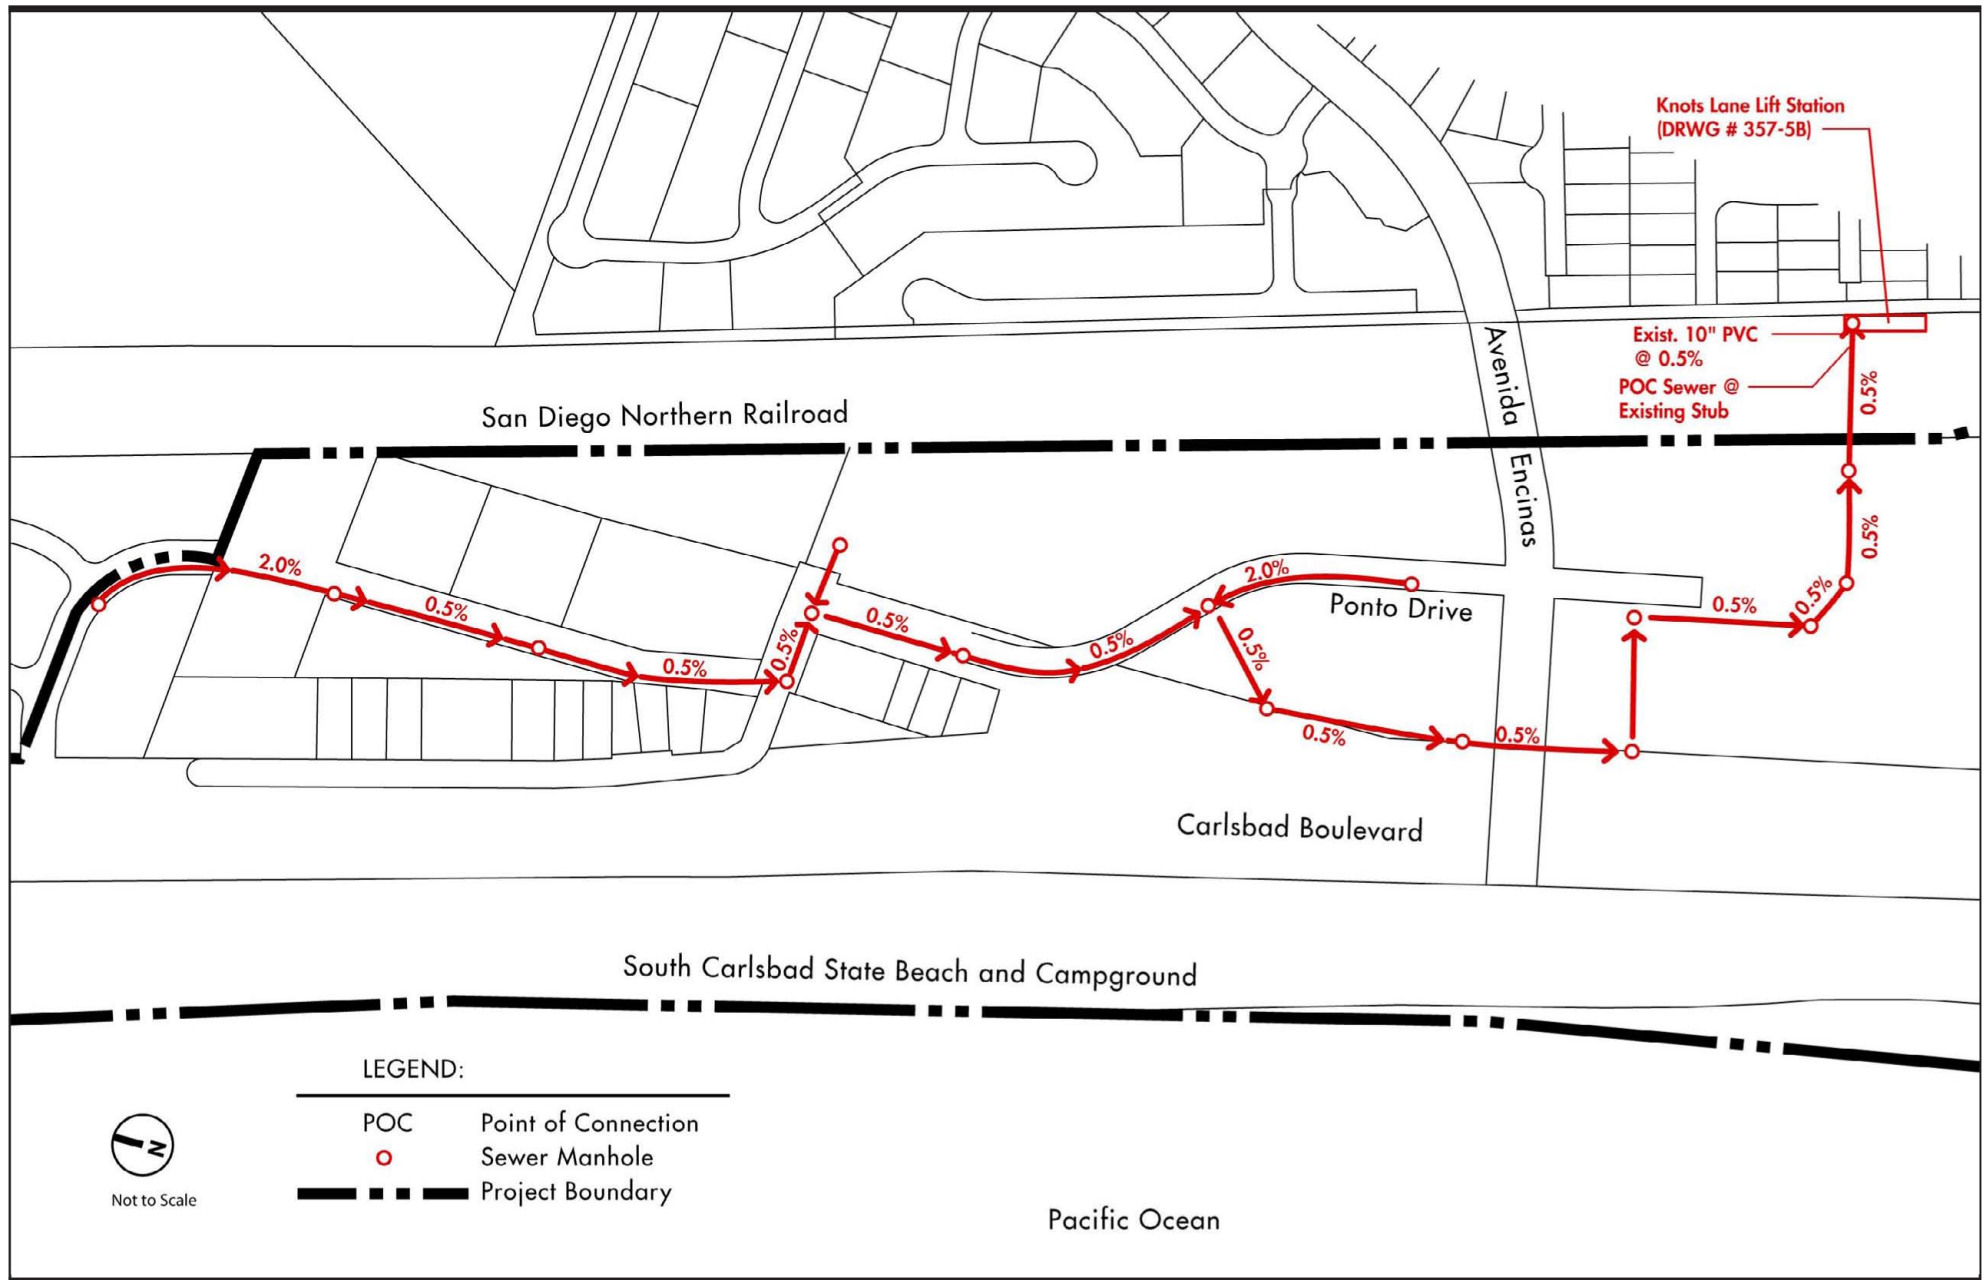 Knots Lane Lift Station
(DRWG # 357-5B)
Exist. 10" PVC
@ 0.5%
POC Sewer @
Existing Stub
0.5%
Avenida
Encinas
San Diego Northern Railroad
2.0%
0.5%
0.5%
0.5%
0.5%
0.5%
2.0%
Ponto Drive
0.5%
0.5%
0.5%
0.5%
0.5%
0.5%
Carlsbad Boulevard
South Carlsbad State Beach and Campground
LEGEND:
POC Point of Connection
Sewer Manhole
Project Boundary
N
Not to Scale
Pacific Ocean